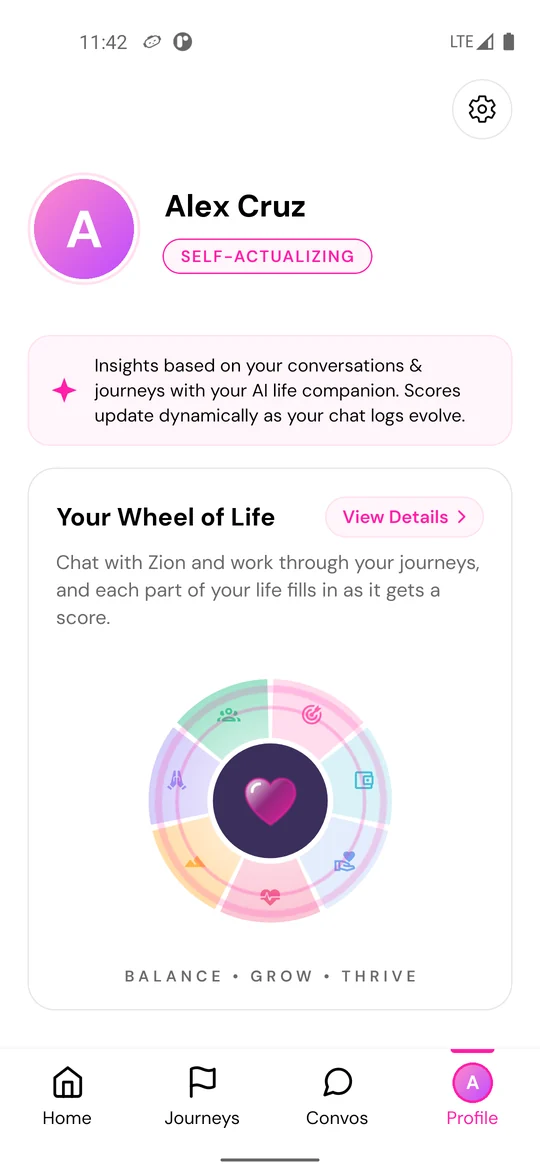 11:42
LTE
A
Alex Cruz
SELF-ACTUALIZING
Insights based on your conversations &
journeys with your AI life companion. Scores
update dynamically as your chat logs evolve.
Your Wheel of Life
View Details
Chat with Zion and work through your journeys,
and each part of your life fills in as it gets a
score.
BALANCE • GROW • THRIVE
A
Home
Journeys
Convos
Profile